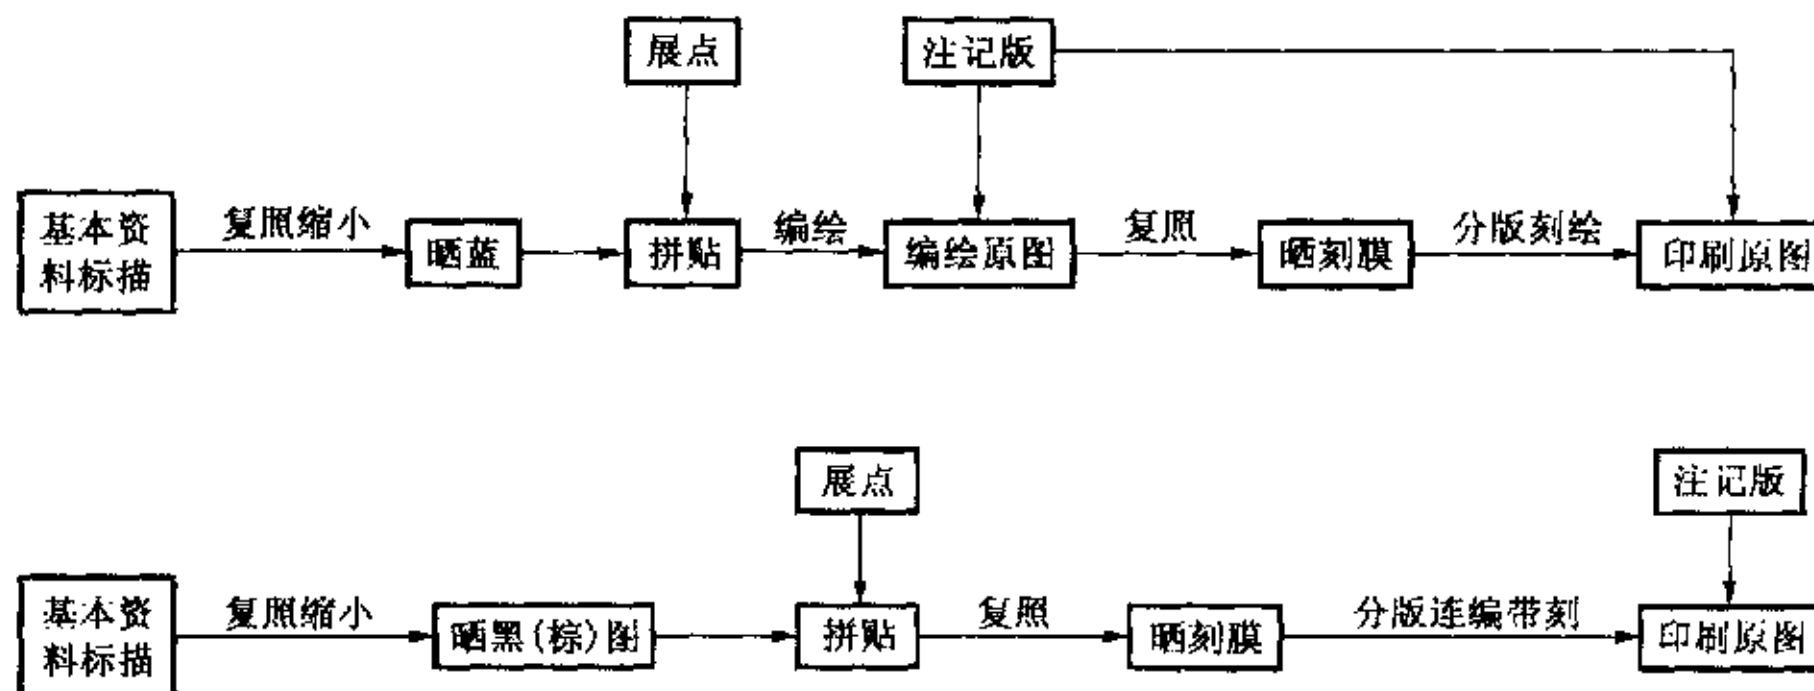 展点
注记版
基本资
料标描
复照缩小
晒蓝
拼贴
编绘
编绘原图
复照
晒刻膜
分版刻绘
印刷原图
展点
注记版
基本资
料标描
复照缩小
晒黑(棕)图
拼贴
复照
晒刻膜
分版连编带刻
印刷原图